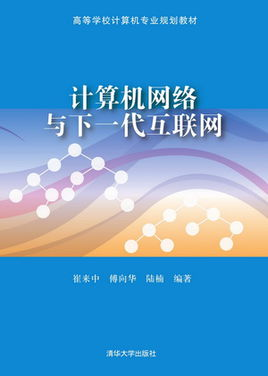 高等学校计算机专业规划教材
计算机网络
与下一代互联网
崔来中 傅向华 陆楠 编著
清华大学出版社